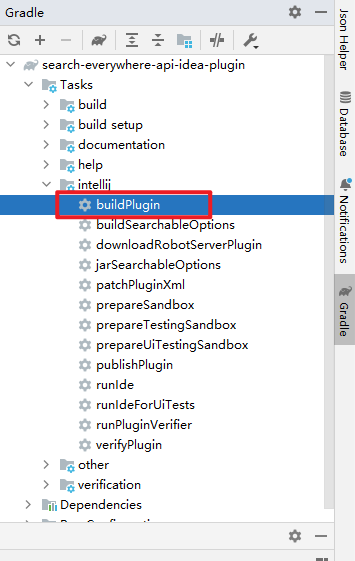 Gradle
search-everywhere-api-idea-plugin
Tasks
build
build setup
documentation
help
intellij
buildPlugin
buildSearchableOptions
downloadRobotServerPlugin
jarSearchableOptions
patchPluginXml
prepareSandbox
prepareTestingSandbox
prepareUiTestingSandbox
publishPlugin
runIde
runIdeForUiTests
runPluginVerifier
verifyPlugin
other
verification
Dependencies
Json Helper
Database
Notifications
Gradle